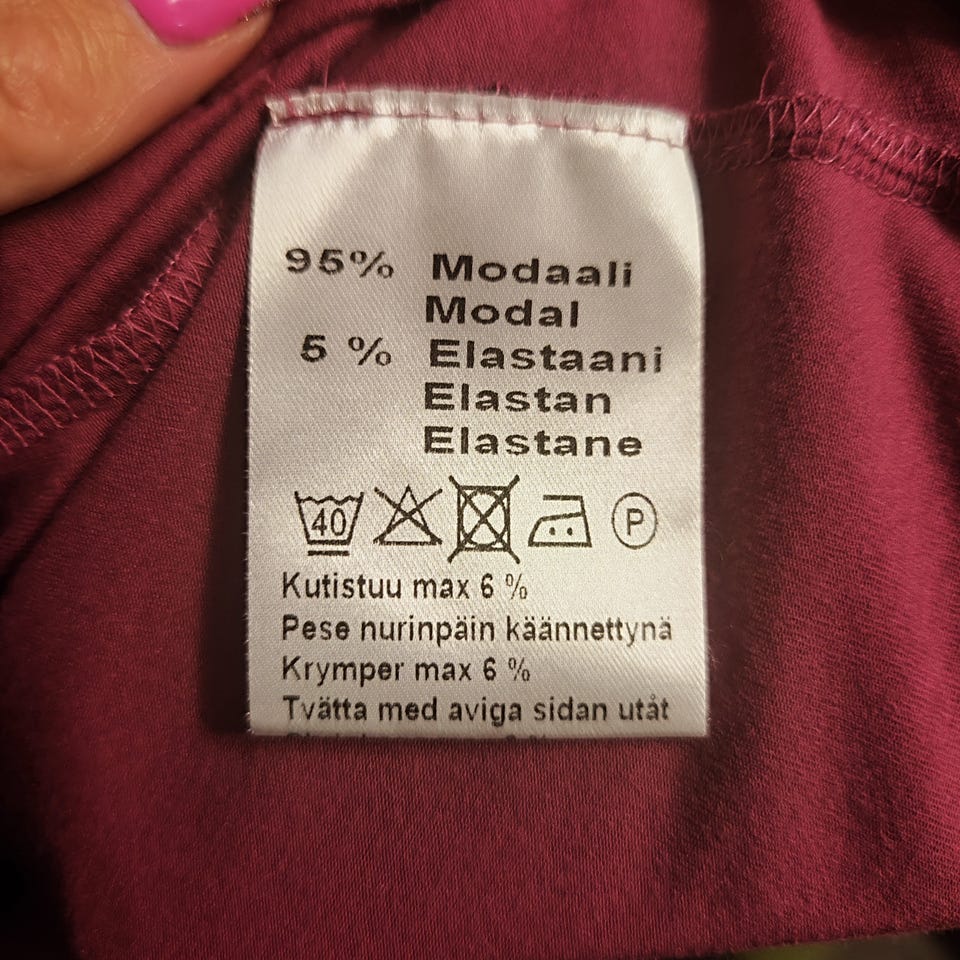 95% Modaali
Modal
5 % Elastaani
Elastan
Elastane
40 P
Kutistuu max 6 %
Pese nurinpäin käännettynä
Krymper max 6 %
Tvätta med aviga sidan utåt